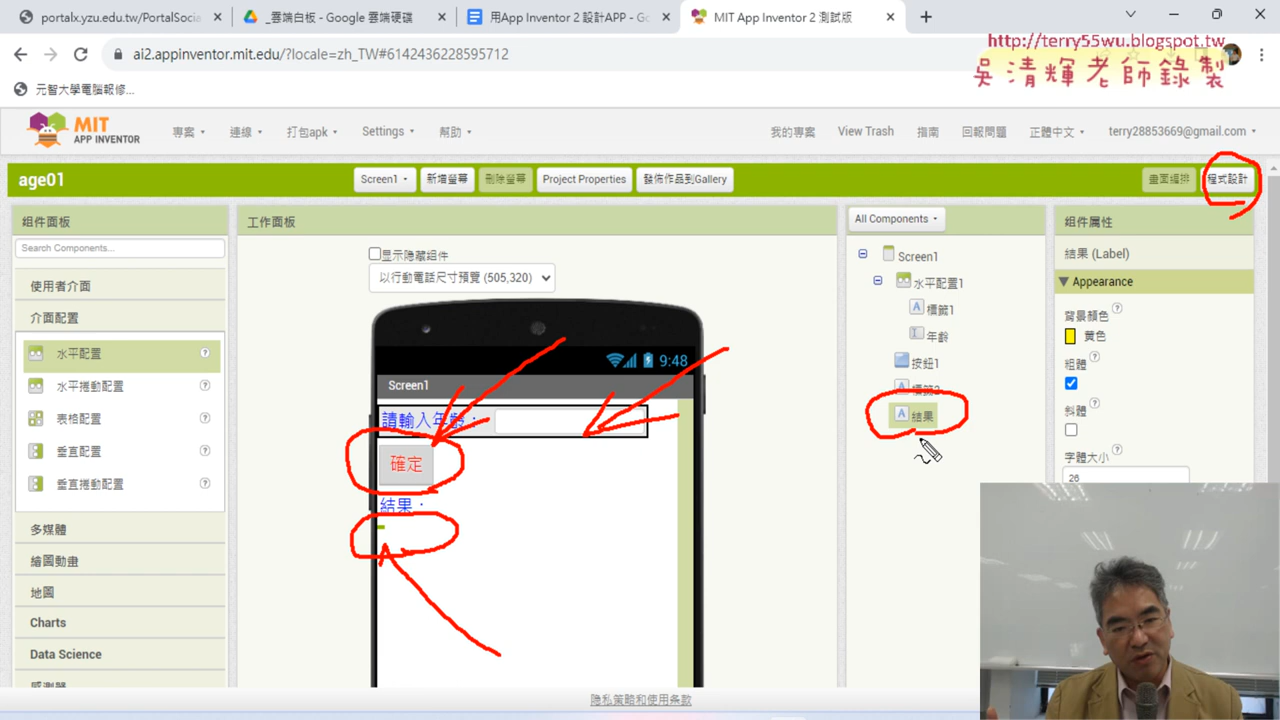 portalx.yzu.edu.tw/PortalSocia
_雲端白板 - Google 雲端硬碟
用App Inventor 2 設計APP - Go
MIT App Inventor 2 測試版
ai2.appinventor.mit.edu/?locale=zh_TW#6142436228595712
http://terry55wu.blogspot.tw
吳清輝老師錄製
元智大學電腦報修...
MIT
APP INVENTOR
專案
連線
打包apk
Settings
幫助
我的專案
View Trash
指南
回報問題
正體中文
terry28853669@gmail.com
age01
Screen1
新增螢幕
刪除螢幕
Project Properties
發佈作品到Gallery
畫面編排
程式設計
組件面板
工作面板
All Components
組件屬性
Search Components...
使用者介面
介面配置
水平配置
水平捲動配置
表格配置
垂直配置
垂直捲動配置
多媒體
繪圖動畫
地圖
Charts
Data Science
感測器
显示隐藏组件
以行動電話尺寸預覽 (505,320)
9:48
Screen1
請輸入年齡：
確定
結果：
Screen1
水平配置1
標籤1
年齡
按鈕1
標籤2
結果
結果 (Label)
Appearance
背景顏色
黃色
粗體
斜體
字體大小
26
隐私策略和使用条款